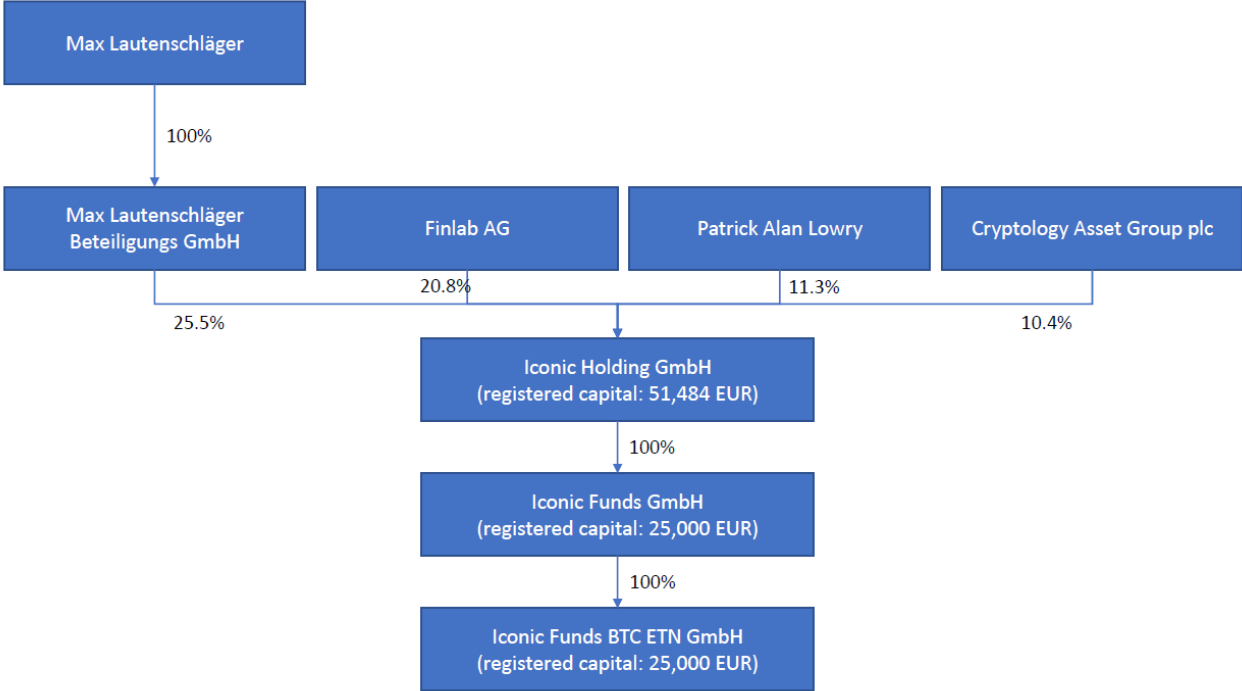 Max Lautenschläger
100%
Max Lautenschläger
Beteiligungs GmbH
Finlab AG
Patrick Alan Lowry
Cryptology Asset Group plc
20.8%
11.3%
25.5%
10.4%
Iconic Holding GmbH
(registered capital: 51,484 EUR)
100%
Iconic Funds GmbH
(registered capital: 25,000 EUR)
100%
Iconic Funds BTC ETN GmbH
(registered capital: 25,000 EUR)